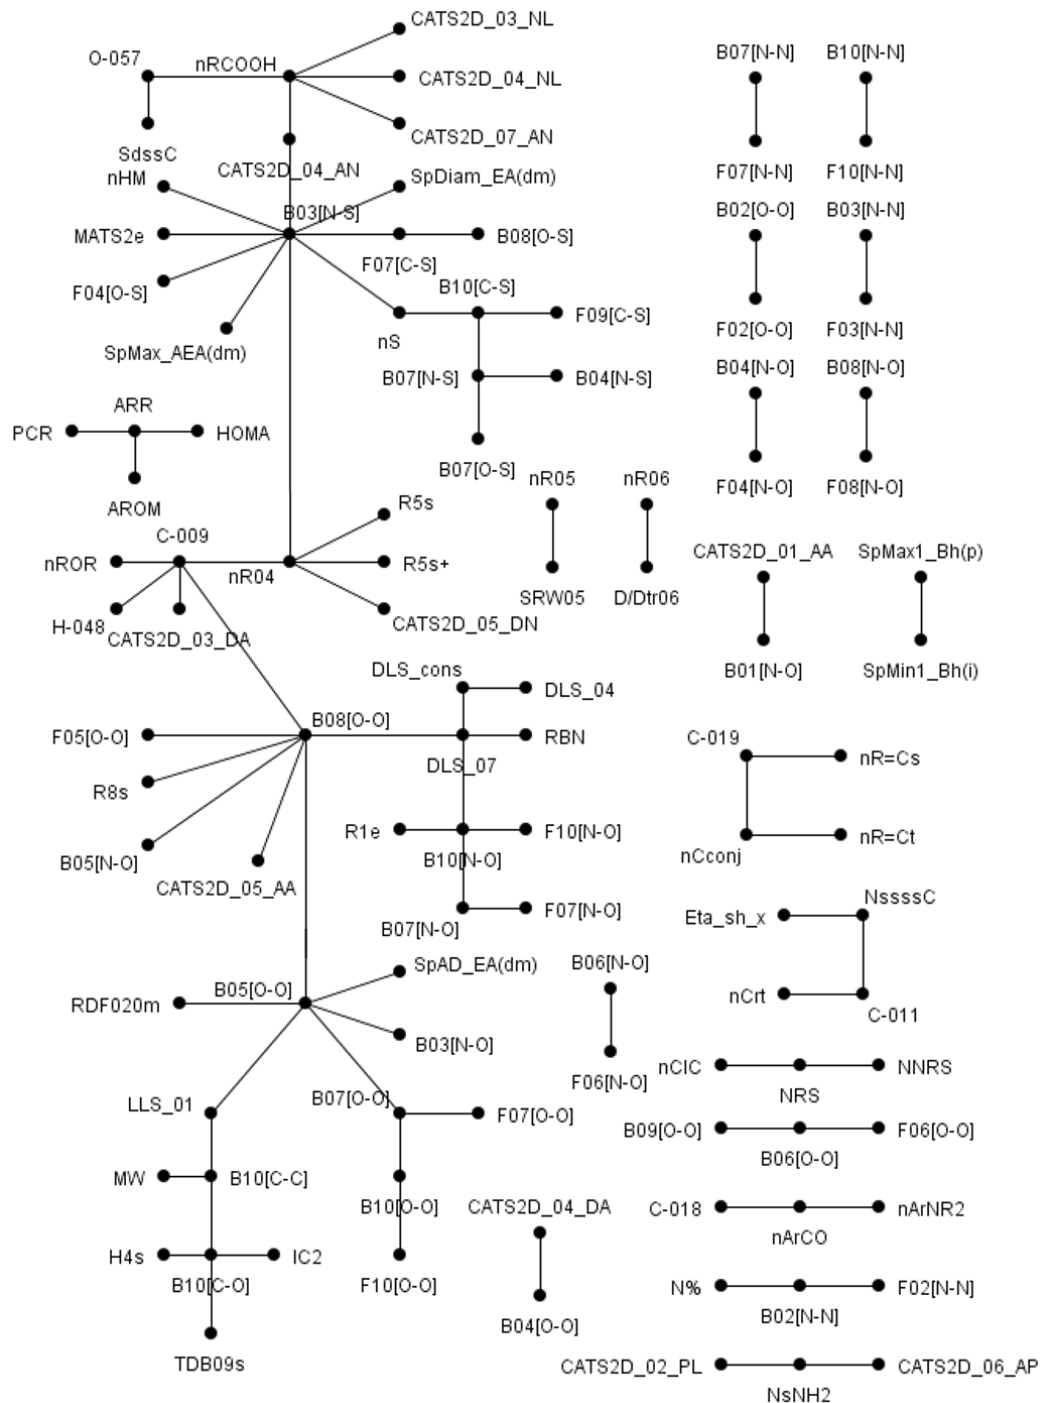 CATS2D_03_NL
O-057
nRCOOH
B07[N-N]
B10[N-N]
CATS2D_04_NL
CATS2D_07_AN
SdssC
CATS2D_04_AN
nHM
SpDiam_EA(dm)
F07[N-N]
F10[N-N]
B03[N-S]
B02[O-O]
B03[N-N]
MATS2e
B08[O-S]
F07[C-S]
F04[O-S]
B10[C-S]
F09[C-S]
nS
F02[O-O]
F03[N-N]
SpMax_AEA(dm)
B07[N-S]
B04[N-S]
B04[N-O]
B08[N-O]
ARR
PCR
HOMA
B07[O-S]
nR05
nR06
F04[N-O]
F08[N-O]
AROM
R5s
C-009
nROR
nR04
R5s+
CATS2D_01_AA
SpMax1_Bh(p)
SRW05
D/Dtr06
H-048
CATS2D_03_DA
CATS2D_05_DN
B01[N-O]
SpMin1_Bh(i)
DLS_cons
DLS_04
B08[O-O]
F05[O-O]
RBN
C-019
nR=Cs
DLS_07
R8s
R1e
F10[N-O]
nR=Ct
B05[N-O]
B10[N-O]
nCconj
CATS2D_05_AA
NssssC
F07[N-O]
Eta_sh_x
B07[N-O]
SpAD_EA(dm)
B06[N-O]
B05[O-O]
RDF020m
nCrt
C-011
B03[N-O]
nCIC
NNRS
F06[N-O]
NRS
LLS_01
B07[O-O]
F07[O-O]
B09[O-O]
F06[O-O]
B06[O-O]
MW
B10[C-C]
B10[O-O]
CATS2D_04_DA
C-018
nArNR2
nArCO
H4s
IC2
B10[C-O]
F10[O-O]
N%
F02[N-N]
B02[N-N]
B04[O-O]
TDB09s
CATS2D_02_PL
CATS2D_06_AP
NsNH2